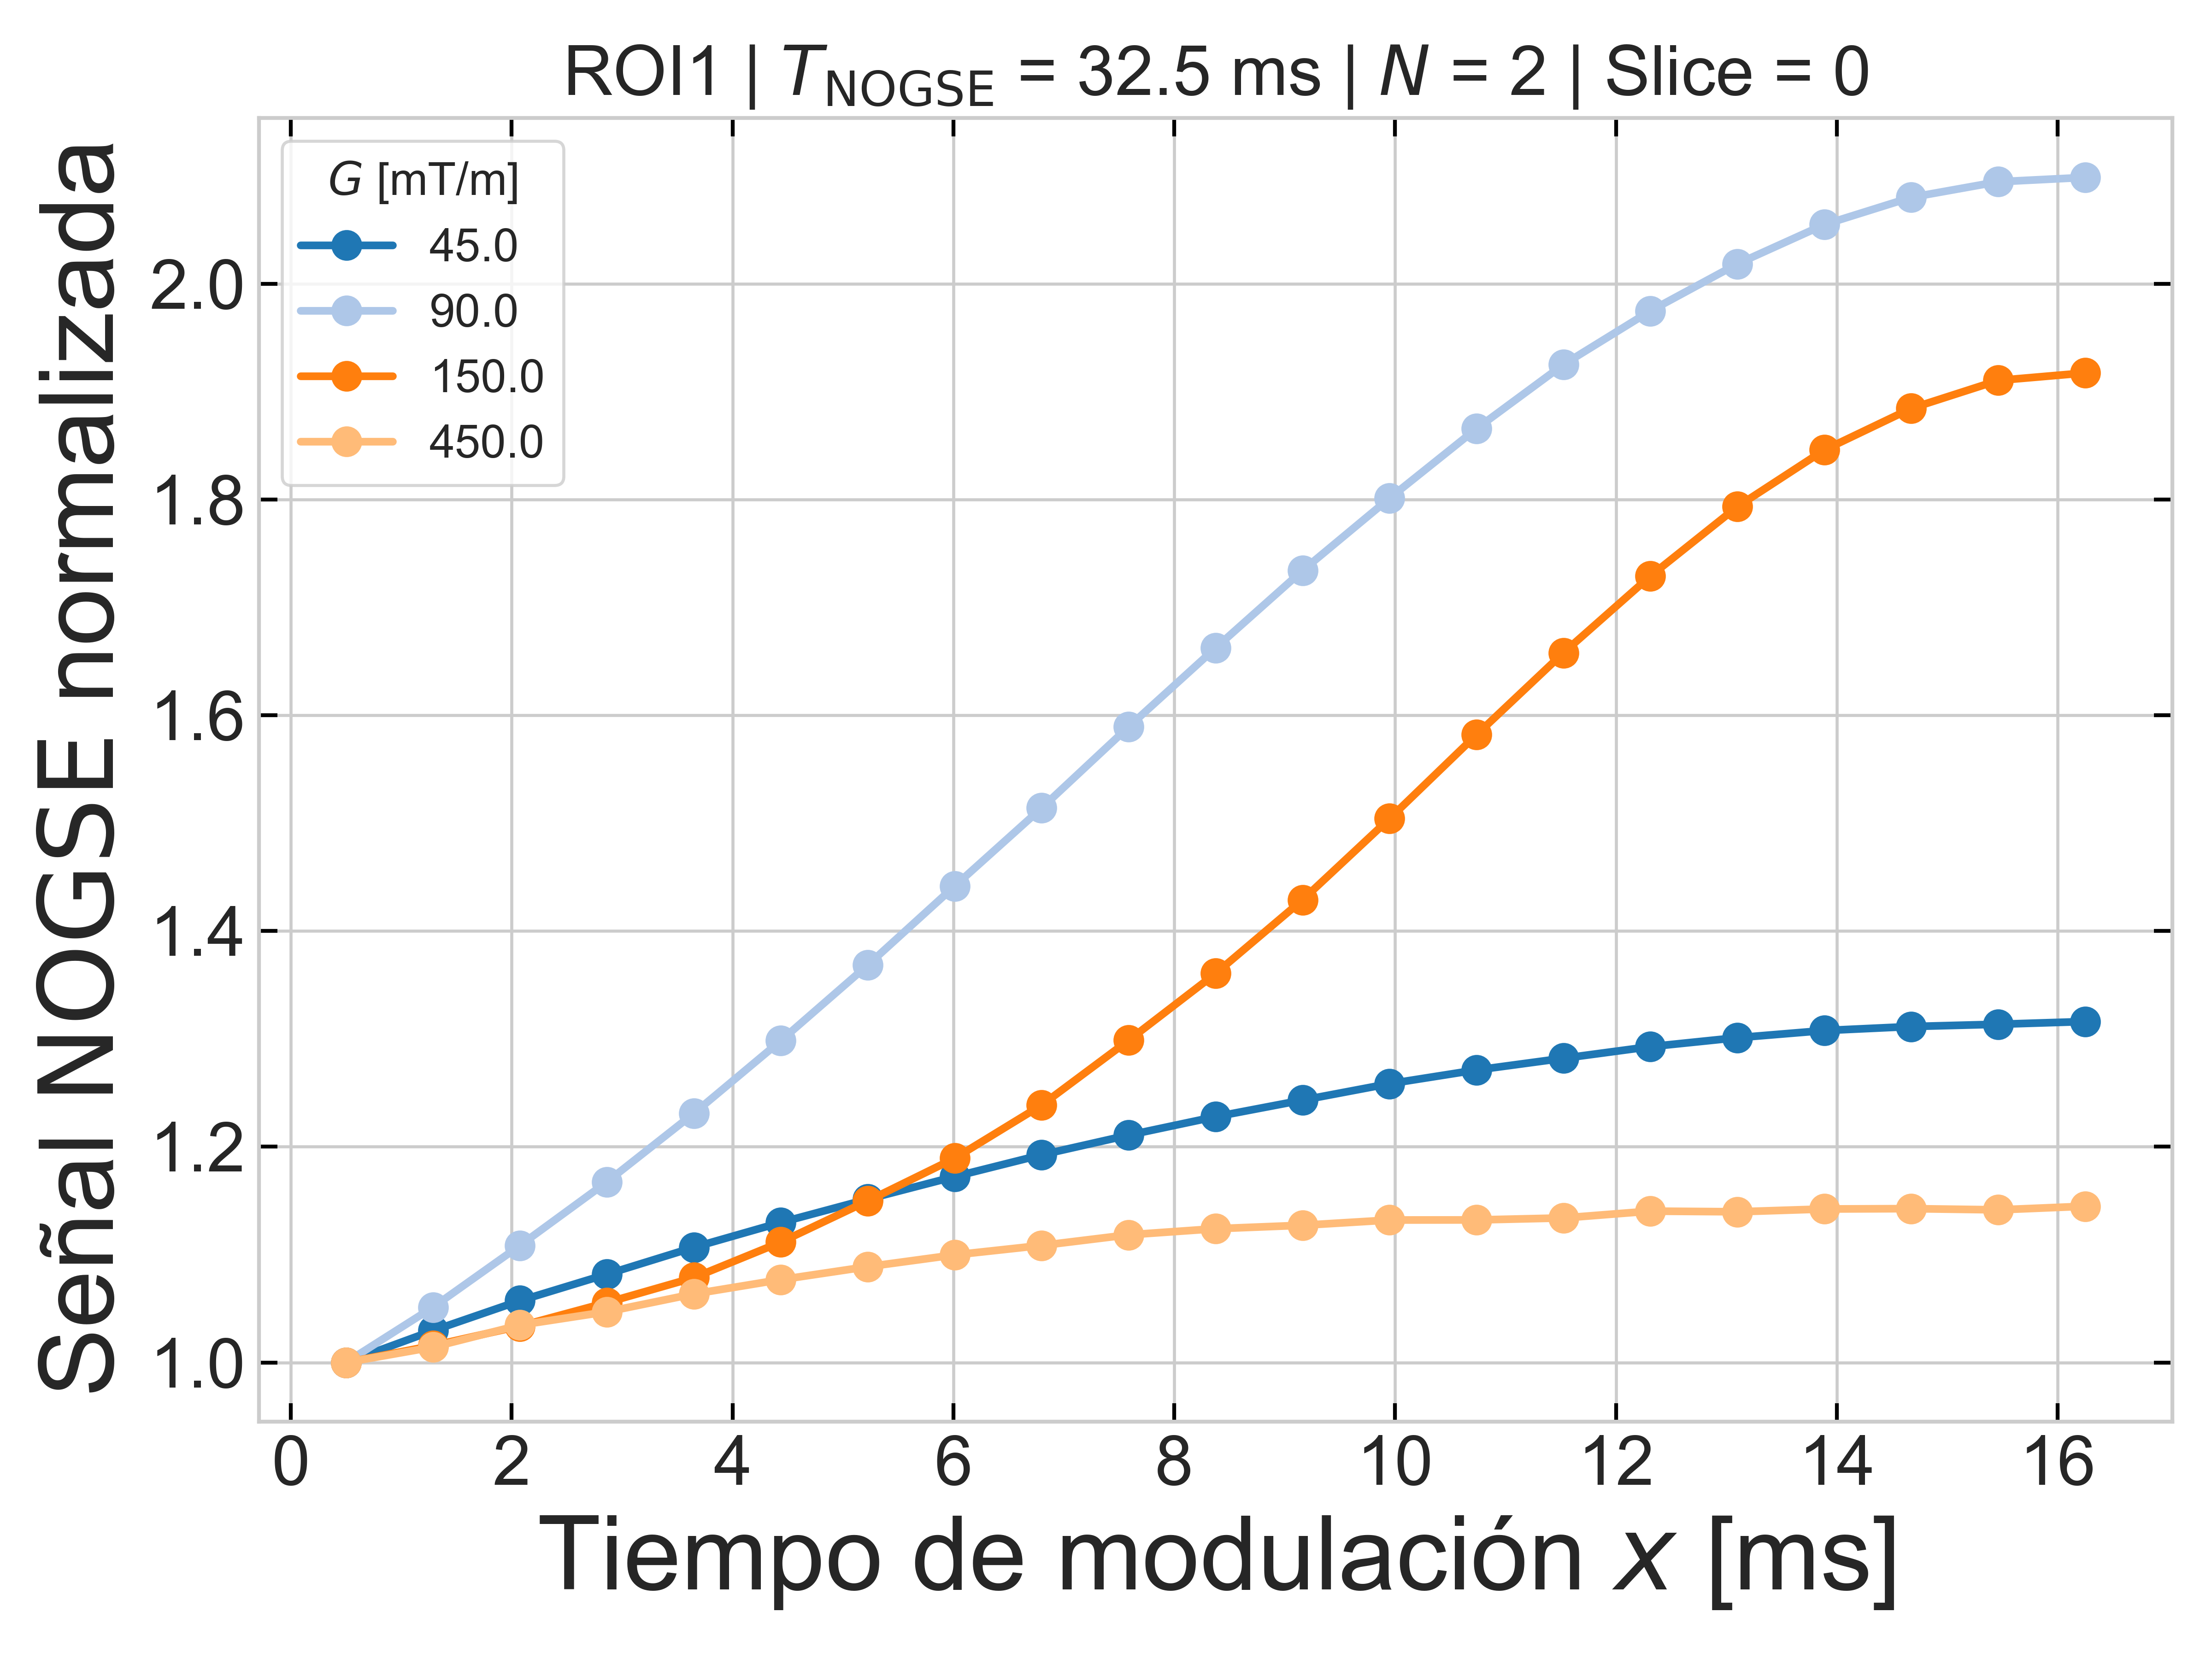 ROI1 | T_NOGSE = 32.5 ms | N = 2 | Slice = 0
G [mT/m]
45.0
90.0
150.0
450.0
Señal NOGSE normalizada
2.0
1.8
1.6
1.4
1.2
1.0
0 2 4 6 8 10 12 14 16
Tiempo de modulación x [ms]